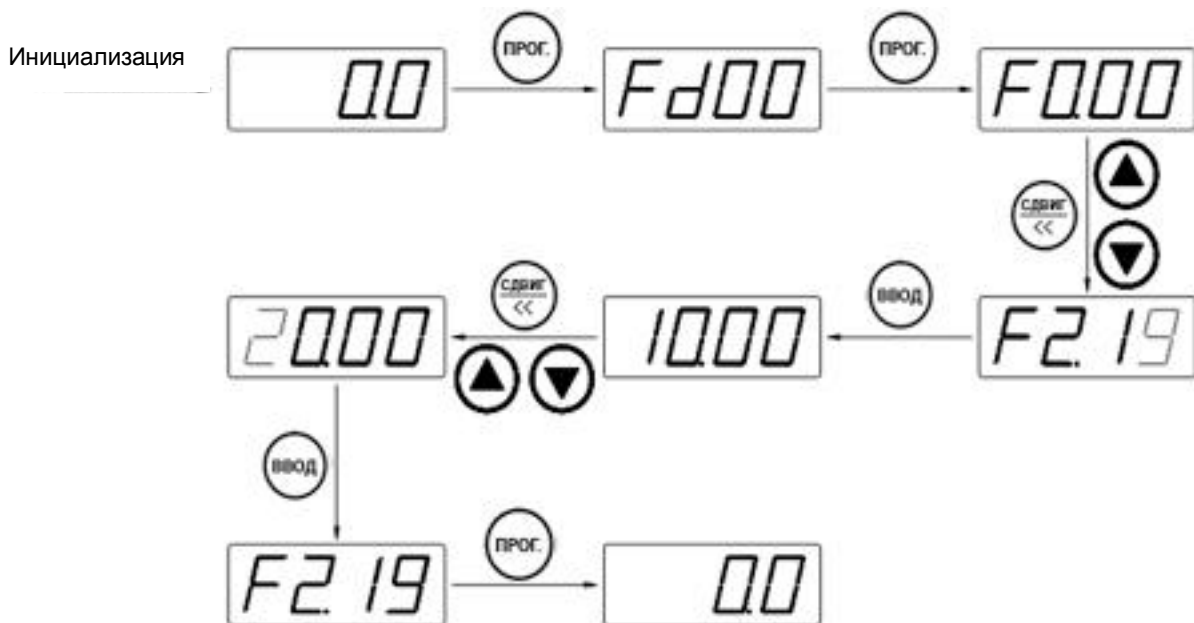 Инициализация
0.0
ПРОГ.
Fd00
ПРОГ.
F0.00
СДВИГ
<<
F2.19
ВВОД
10.00
СДВИГ
<<
20.00
ВВОД
F2.19
ПРОГ.
0.0